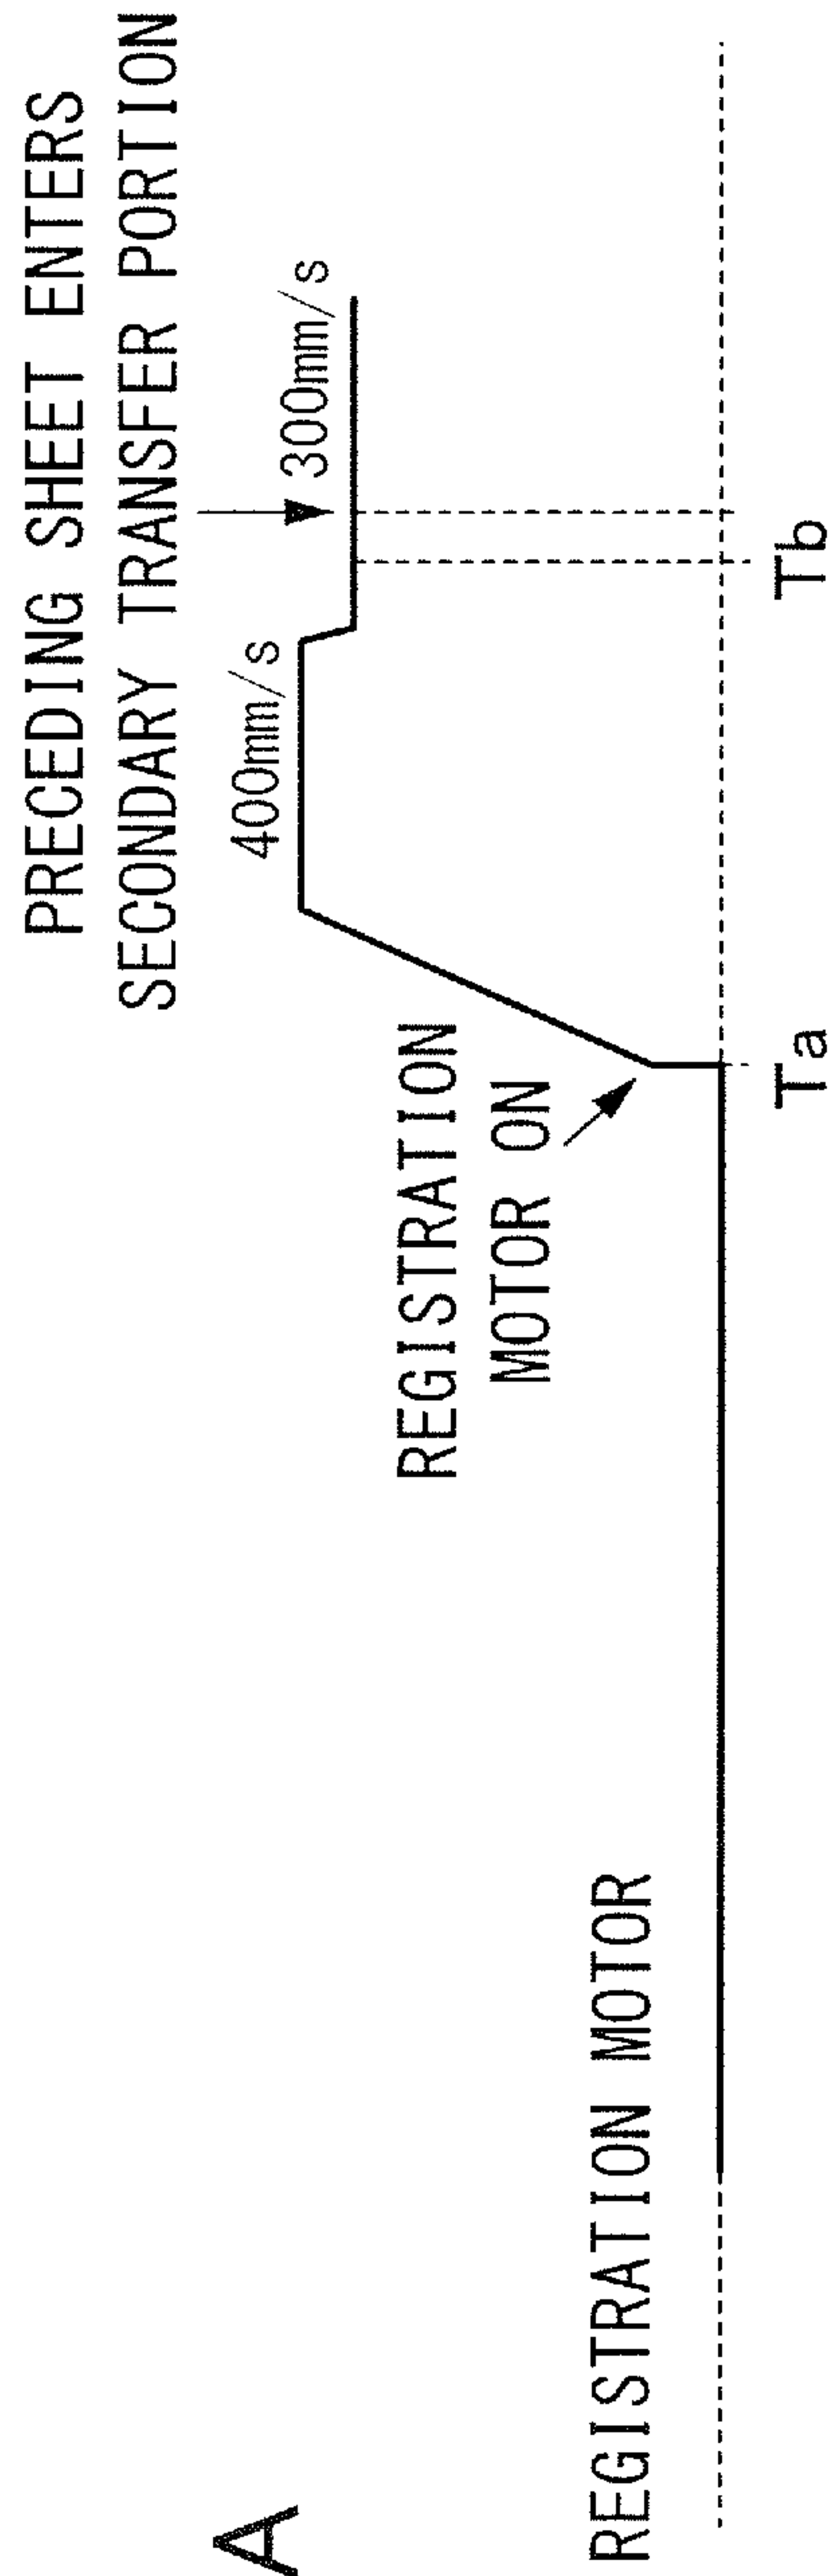 A
PRECEDING SHEET ENTERS
SECONDARY TRANSFER PORTION
400mm/s
300mm/s
REGISTRATION
MOTOR ON
REGISTRATION MOTOR
Ta
Tb